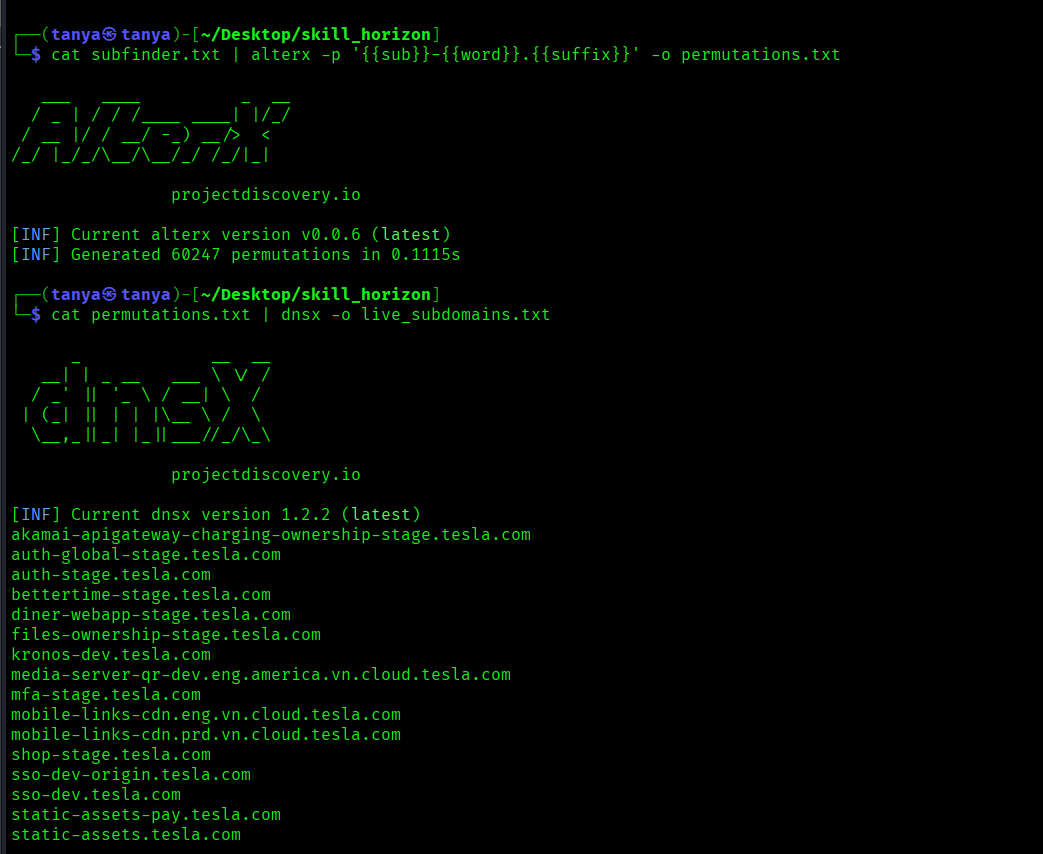 ┌──(tanya㉿tanya)-[~/Desktop/skill_horizon]
└─$ cat subfinder.txt | alterx -p '{{sub}}-{{word}}.{{suffix}}' -o permutations.txt
AlterX
projectdiscovery.io
[INF] Current alterx version v0.0.6 (latest)
[INF] Generated 60247 permutations in 0.1115s
┌──(tanya㉿tanya)-[~/Desktop/skill_horizon]
└─$ cat permutations.txt | dnsx -o live_subdomains.txt
dnsX
projectdiscovery.io
[INF] Current dnsx version 1.2.2 (latest)
akamai-apigateway-charging-ownership-stage.tesla.com
auth-global-stage.tesla.com
auth-stage.tesla.com
bettertime-stage.tesla.com
diner-webapp-stage.tesla.com
files-ownership-stage.tesla.com
kronos-dev.tesla.com
media-server-qr-dev.eng.america.vn.cloud.tesla.com
mfa-stage.tesla.com
mobile-links-cdn.eng.vn.cloud.tesla.com
mobile-links-cdn.prd.vn.cloud.tesla.com
shop-stage.tesla.com
sso-dev-origin.tesla.com
sso-dev.tesla.com
static-assets-pay.tesla.com
static-assets.tesla.com